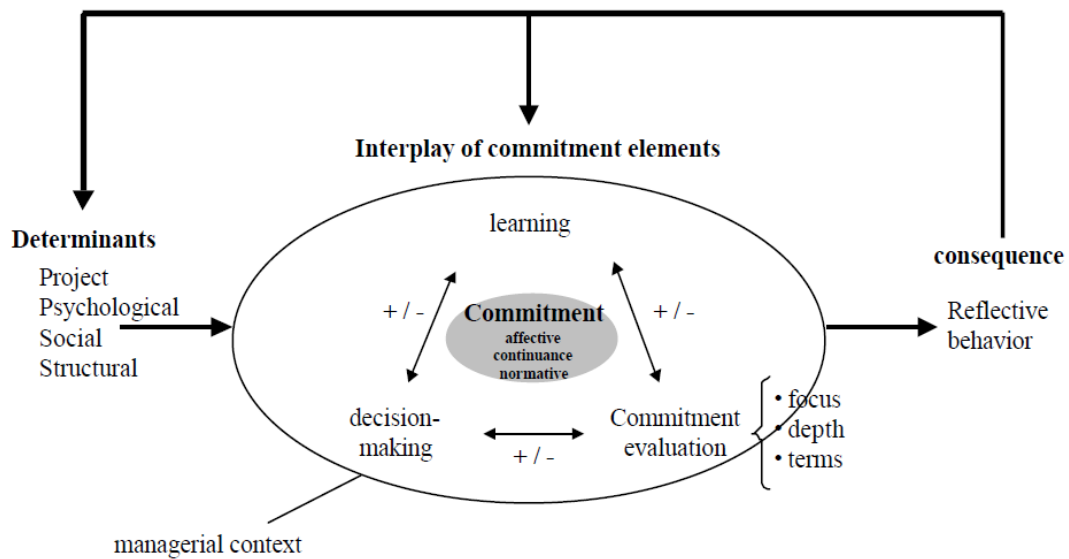 Interplay of commitment elements
Determinants
Project
Psychological
Social
Structural
learning
+ / -
+ / -
Commitment
affective
continuance
normative
decision-
making
+ / -
Commitment
evaluation
• focus
• depth
• terms
consequence
Reflective
behavior
managerial context